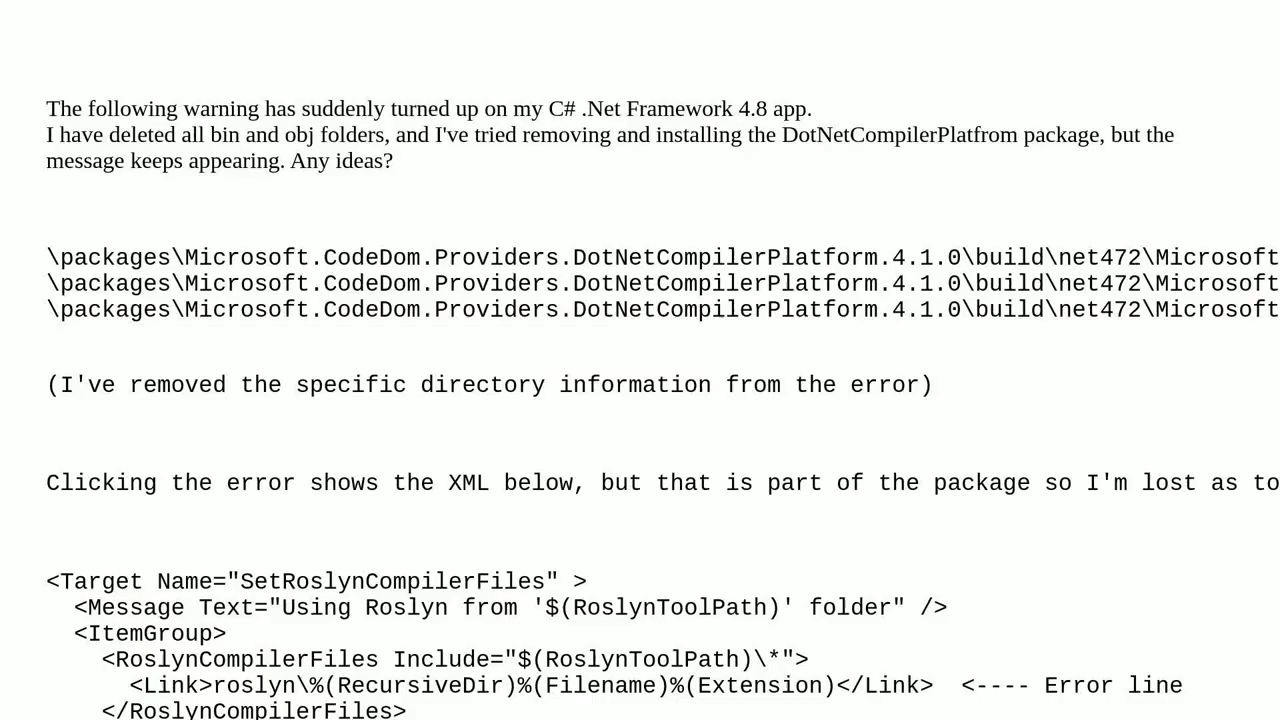 The following warning has suddenly turned up on my C# .Net Framework 4.8 app.
I have deleted all bin and obj folders, and I've tried removing and installing the DotNetCompilerPlatfrom package, but the
message keeps appearing. Any ideas?
\packages\Microsoft.CodeDom.Providers.DotNetCompilerPlatform.4.1.0\build\net472\Microsoft
\packages\Microsoft.CodeDom.Providers.DotNetCompilerPlatform.4.1.0\build\net472\Microsoft
\packages\Microsoft.CodeDom.Providers.DotNetCompilerPlatform.4.1.0\build\net472\Microsoft
(I've removed the specific directory information from the error)
Clicking the error shows the XML below, but that is part of the package so I'm lost as to
<Target Name="SetRoslynCompilerFiles" >
  <Message Text="Using Roslyn from '$(RoslynToolPath)' folder" />
  <ItemGroup>
    <RoslynCompilerFiles Include="$(RoslynToolPath)\*">
      <Link>roslyn\%(RecursiveDir)%(Filename)%(Extension)</Link>  <---- Error line
    </RoslynCompilerFiles>